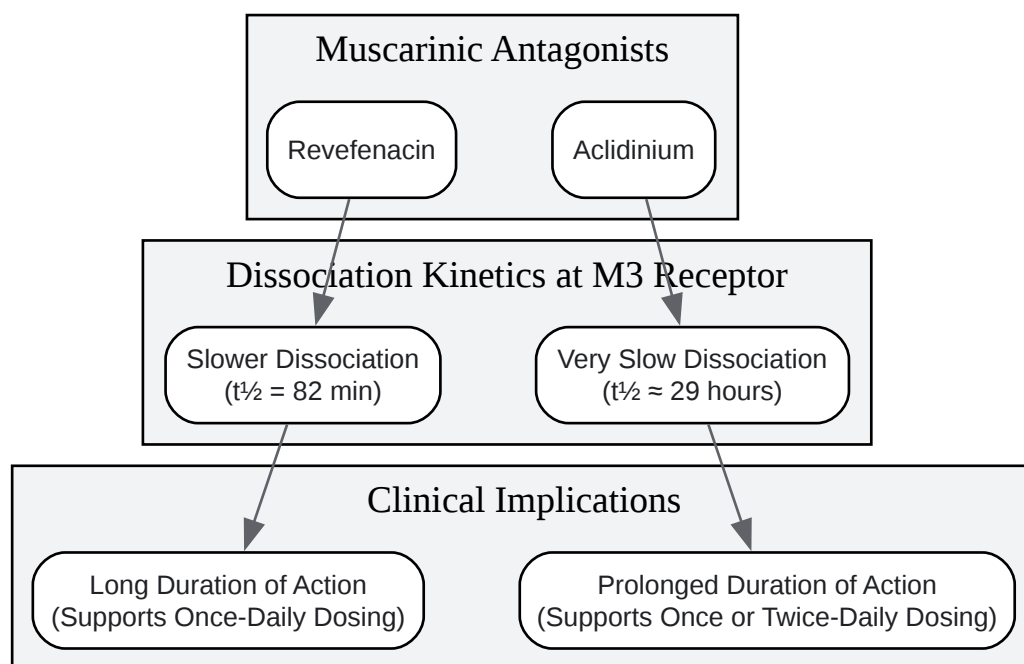 Muscarinic Antagonists
Revefenacin
Aclidinium
Dissociation Kinetics at M3 Receptor
Slower Dissociation
(t½ = 82 min)
Very Slow Dissociation
(t½ ≈ 29 hours)
Clinical Implications
Long Duration of Action
(Supports Once-Daily Dosing)
Prolonged Duration of Action
(Supports Once or Twice-Daily Dosing)